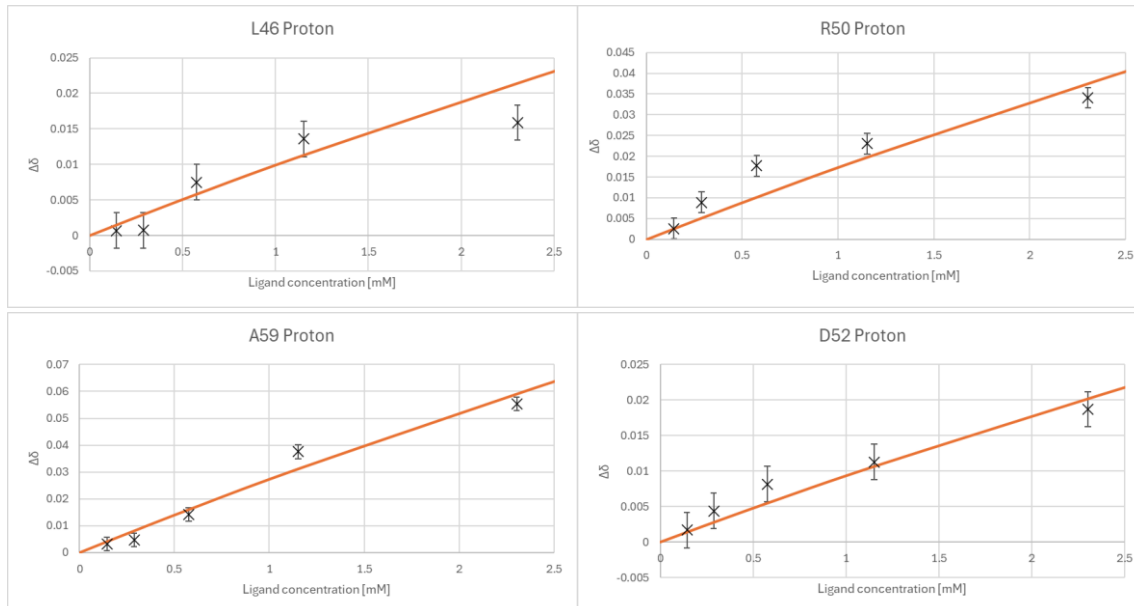 L46 Proton
0.025
0.02
0.015
0.01
0.005
0
-0.005
Δδ
0 0.5 1 1.5 2 2.5
Ligand concentration [mM]
R50 Proton
0.045
0.04
0.035
0.03
0.025
0.02
0.015
0.01
0.005
0
Δδ
0 0.5 1 1.5 2 2.5
Ligand concentration [mM]
A59 Proton
0.07
0.06
0.05
0.04
0.03
0.02
0.01
0
Δδ
0 0.5 1 1.5 2 2.5
Ligand concentration [mM]
D52 Proton
0.025
0.02
0.015
0.01
0.005
0
-0.005
Δδ
0 0.5 1 1.5 2 2.5
Ligand concentration [mM]